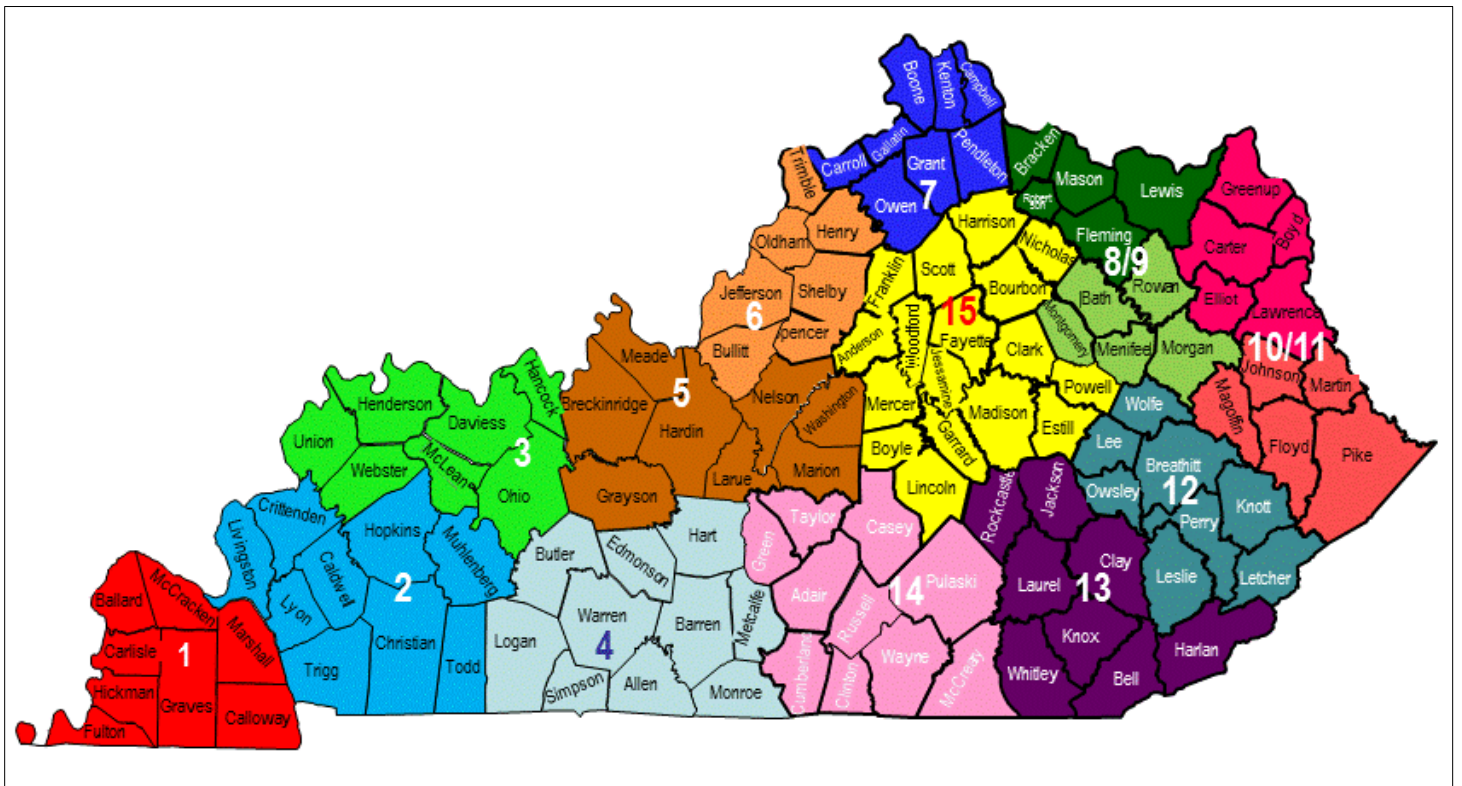 Boone
Kenton
Campbell
Gallatin
Carroll
Grant
Pendleton
7
Owen
Trimble
Henry
Oldham
Jefferson
Shelby
6
Spencer
Bullitt
Bracken
Mason
Lewis
Robert
son
Fleming
8/9
Rowan
Bath
Montgomery
Menifee
Morgan
Greenup
Boyd
Carter
Elliot
Lawrence
10/11
Johnson
Martin
Magoffin
Floyd
Pike
Harrison
Nicholas
Scott
Franklin
Bourbon
15
Woodford
Fayette
Anderson
Clark
Jessamine
Powell
Mercer
Madison
Estill
Garrard
Boyle
Lincoln
Meade
5
Breckinridge
Nelson
Washington
Hardin
Larue
Marion
Grayson
Hancock
Henderson
Daviess
Union
3
McLean
Webster
Ohio
Crittenden
Hopkins
Livingston
Muhlenberg
Caldwel
Lyon
2
Christian
Trigg
Todd
Ballard
McCracken
Marshall
Carlisle
1
Hickman
Graves
Calloway
Fulton
Butler
Edmonson
Hart
Warren
4
Barren
Metcalfe
Logan
Simpson
Allen
Monroe
Green
Taylor
Casey
Adair
14
Pulaski
Russell
Cumberland
Clinton
Wayne
McCreary
Rockcastle
Jackson
Laurel
Clay
13
Knox
Whitley
Bell
Harlan
Wolfe
Lee
Breathitt
Owsley
12
Knott
Perry
Leslie
Letcher